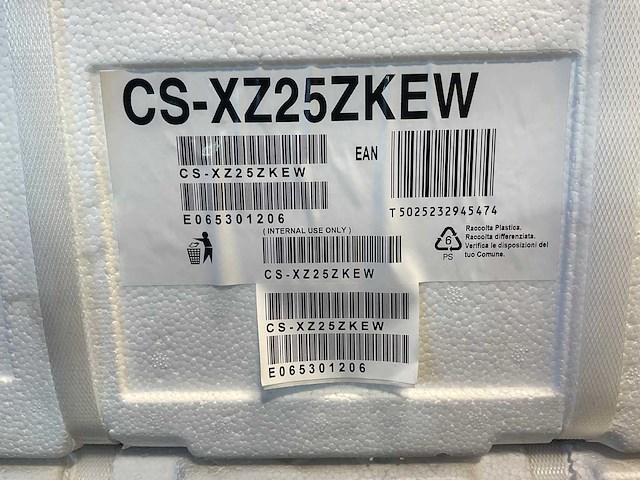 CS-XZ25ZKEW
CS-XZ25ZKEW
E065301206
EAN
T5025232945474
(INTERNAL USE ONLY)
CS-XZ25ZKEW
6
PS
Raccolta Plastica.
Raccolta differenziata.
Verifica le disposizioni del
tuo Comune.
CS-XZ25ZKEW
E065301206